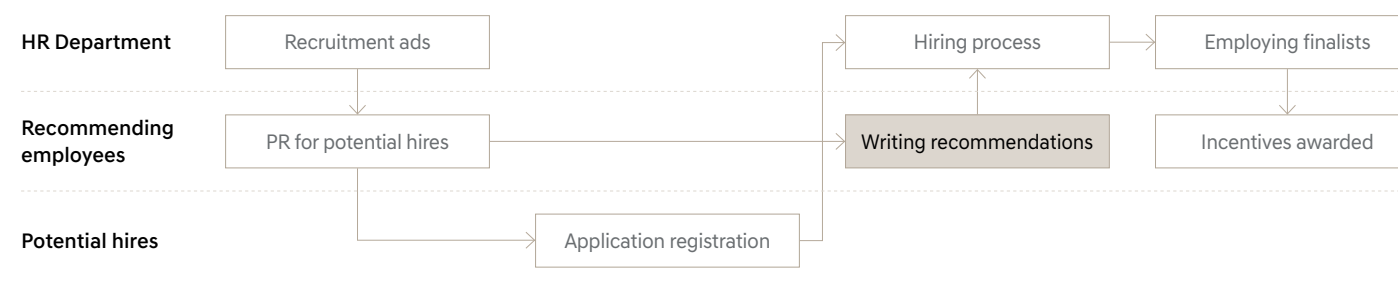 HR Department
Recruitment ads
Hiring process
Employing finalists
Recommending
employees
PR for potential hires
Writing recommendations
Incentives awarded
Potential hires
Application registration